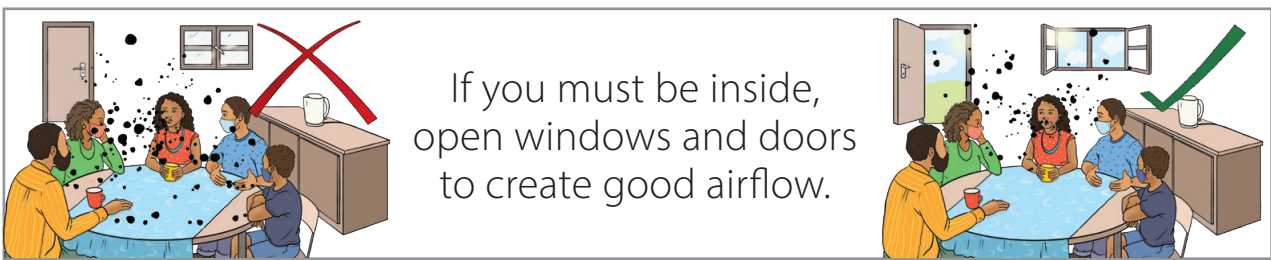 If you must be inside,
open windows and doors
to create good airflow.